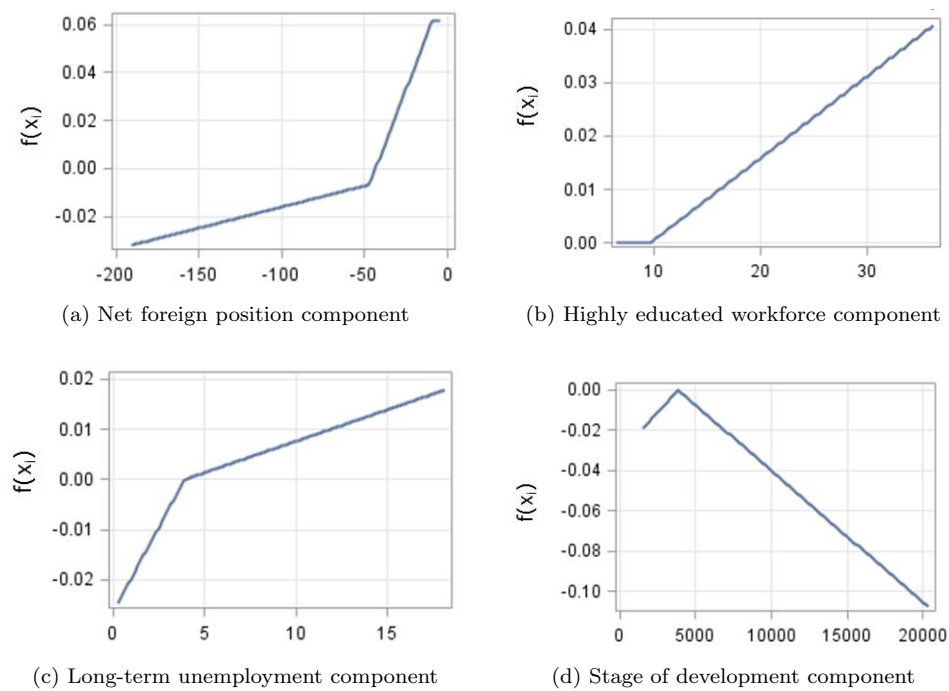 0.06
0.04
0.02
0.00
-0.02
f(xi)
-200 -150 -100 -50 0
(a) Net foreign position component
0.04
0.03
0.02
0.01
0.00
f(xi)
10 20 30
(b) Highly educated workforce component
0.02
0.01
0.00
-0.01
-0.02
f(xi)
0 5 10 15
(c) Long-term unemployment component
0.00
-0.02
-0.04
-0.06
-0.08
-0.10
f(xi)
0 5000 10000 15000 20000
(d) Stage of development component